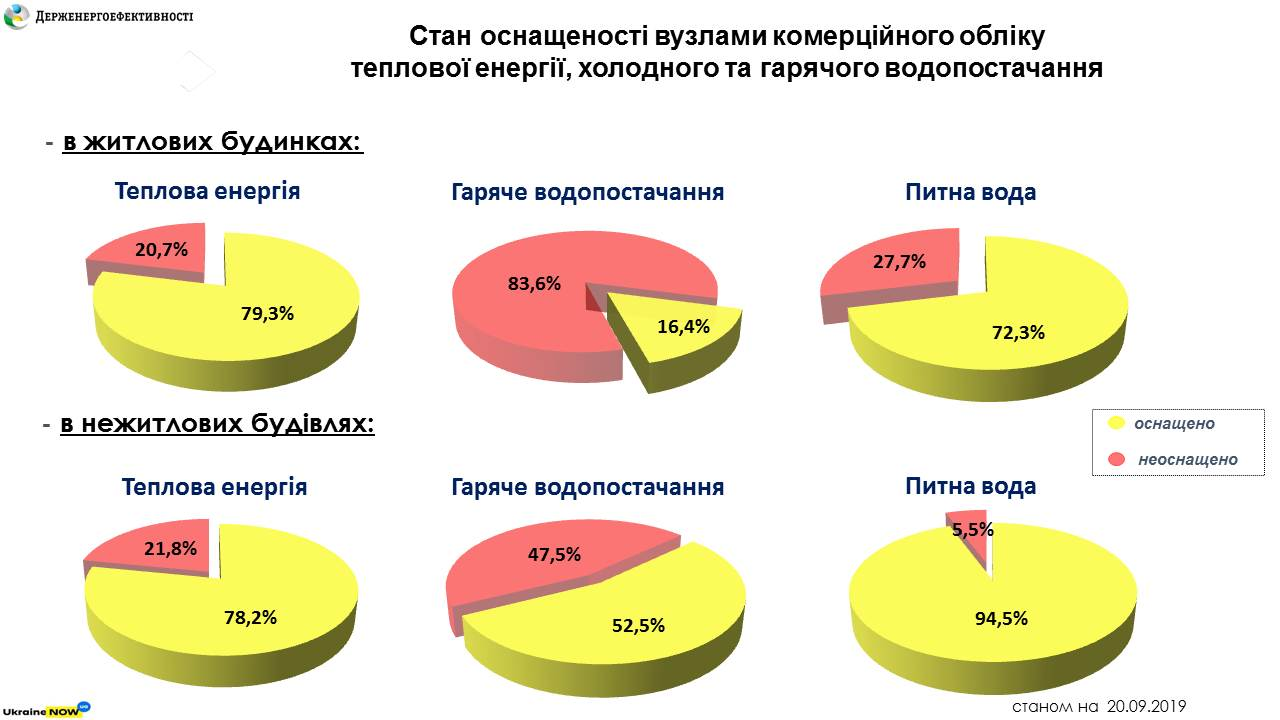 ДЕРЖЕНЕРГОЕФЕКТИВНОСТІ
Стан оснащеності вузлами комерційного обліку
теплової енергії, холодного та гарячого водопостачання
- в житлових будинках:
Теплова енергія
Гаряче водопостачання
Питна вода
20,7%
79,3%
83,6%
16,4%
27,7%
72,3%
- в нежитлових будівлях:
оснащено
неоснащено
Теплова енергія
Гаряче водопостачання
Питна вода
21,8%
78,2%
47,5%
52,5%
5,5%
94,5%
Ukraine NOW ua
станом на 20.09.2019